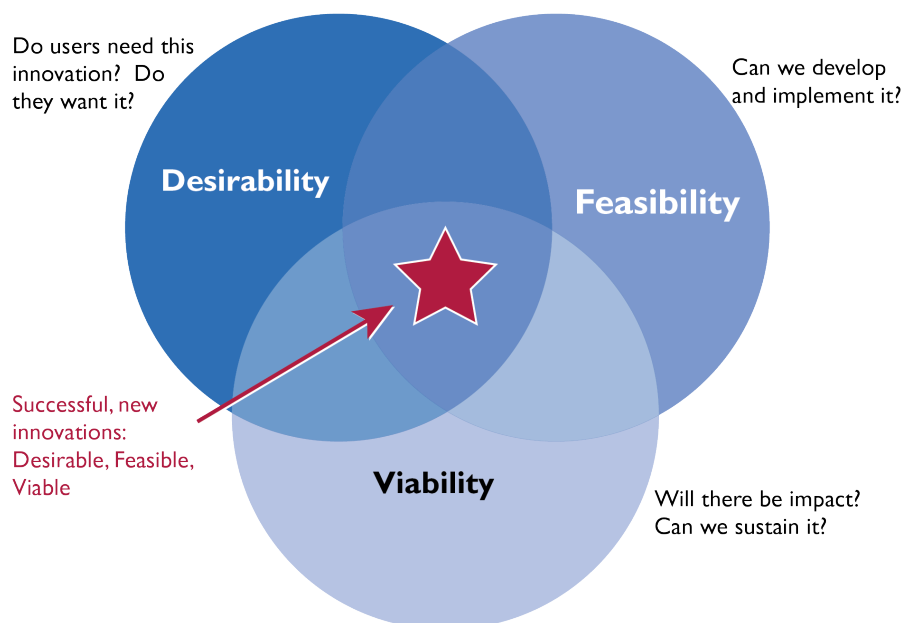 Do users need this
innovation?  Do
they want it?
Can we develop
and implement it?
Desirability
Feasibility
Successful, new
innovations:
Desirable, Feasible,
Viable
Viability
Will there be impact?
Can we sustain it?